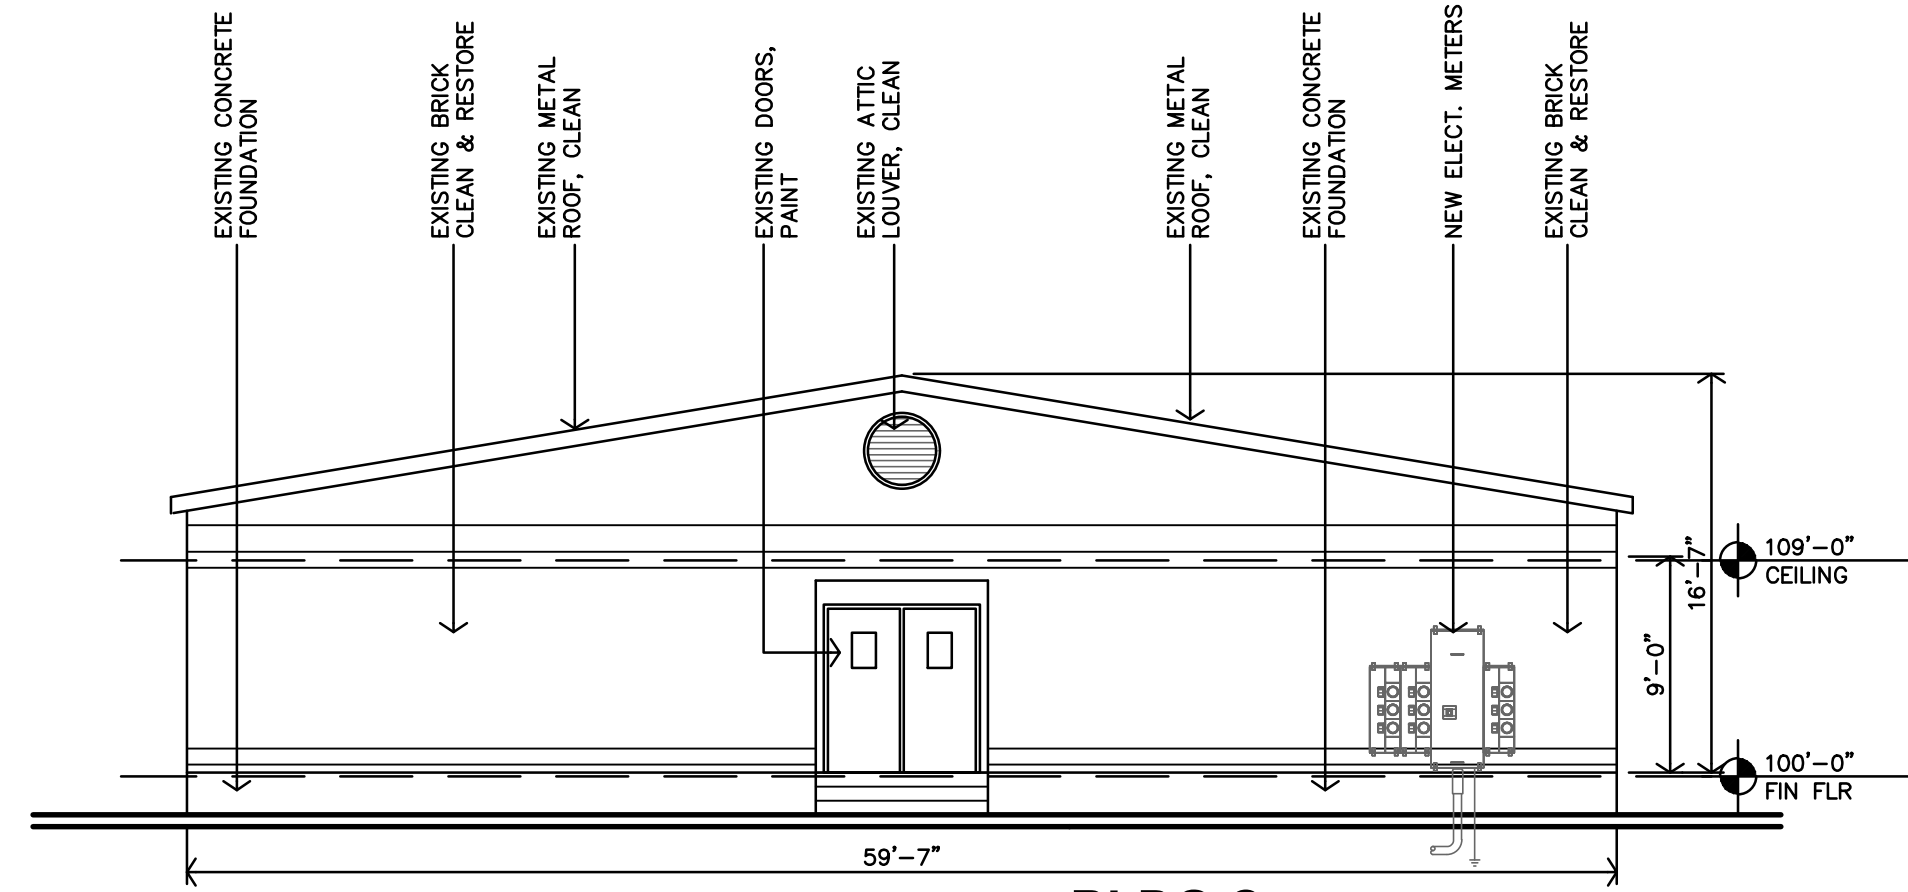 EXISTING CONCRETE
FOUNDATION
EXISTING BRICK
CLEAN & RESTORE
EXISTING METAL
ROOF, CLEAN
EXISTING DOORS,
PAINT
EXISTING ATTIC
LOUVER, CLEAN
EXISTING METAL
ROOF, CLEAN
EXISTING CONCRETE
FOUNDATION
NEW ELECT. METERS
EXISTING BRICK
CLEAN & RESTORE
109'-0"
CEILING
16'-7"
9'-0"
100'-0"
FIN FLR
59'-7"